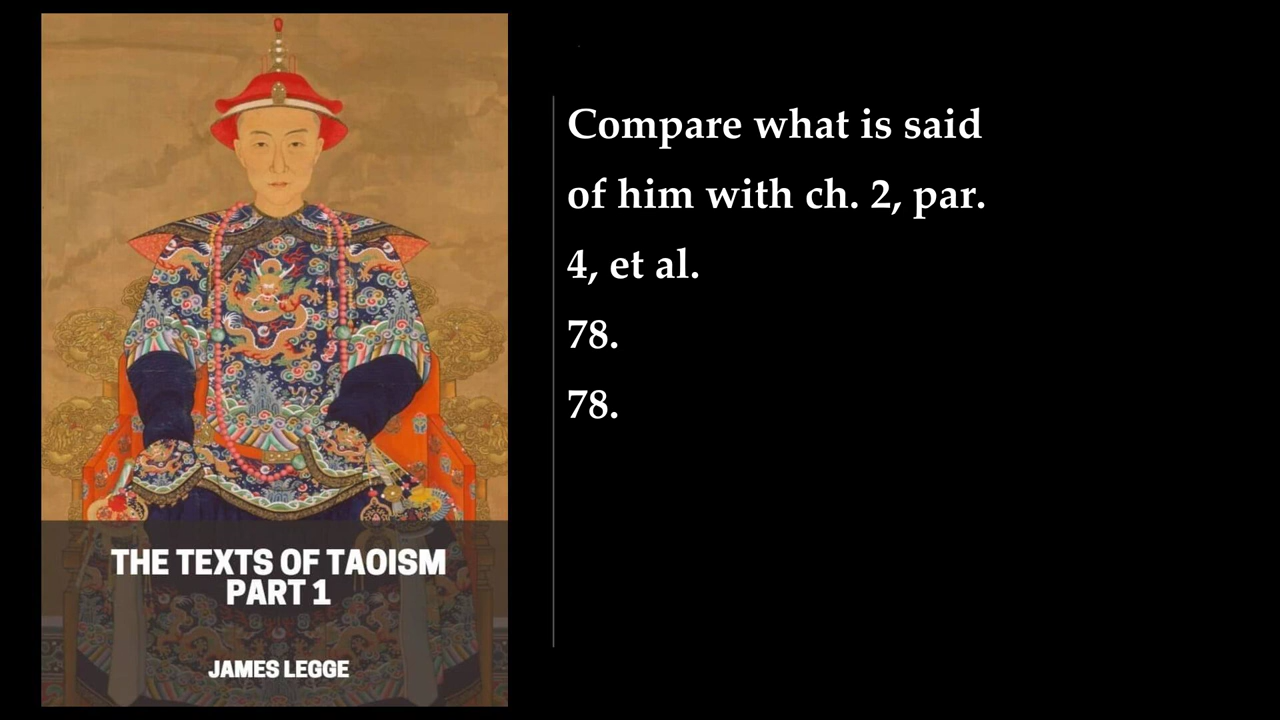 THE TEXTS OF TAOISM
PART 1
JAMES LEGGE
Compare what is said
of him with ch. 2, par.
4, et al.
78.
78.